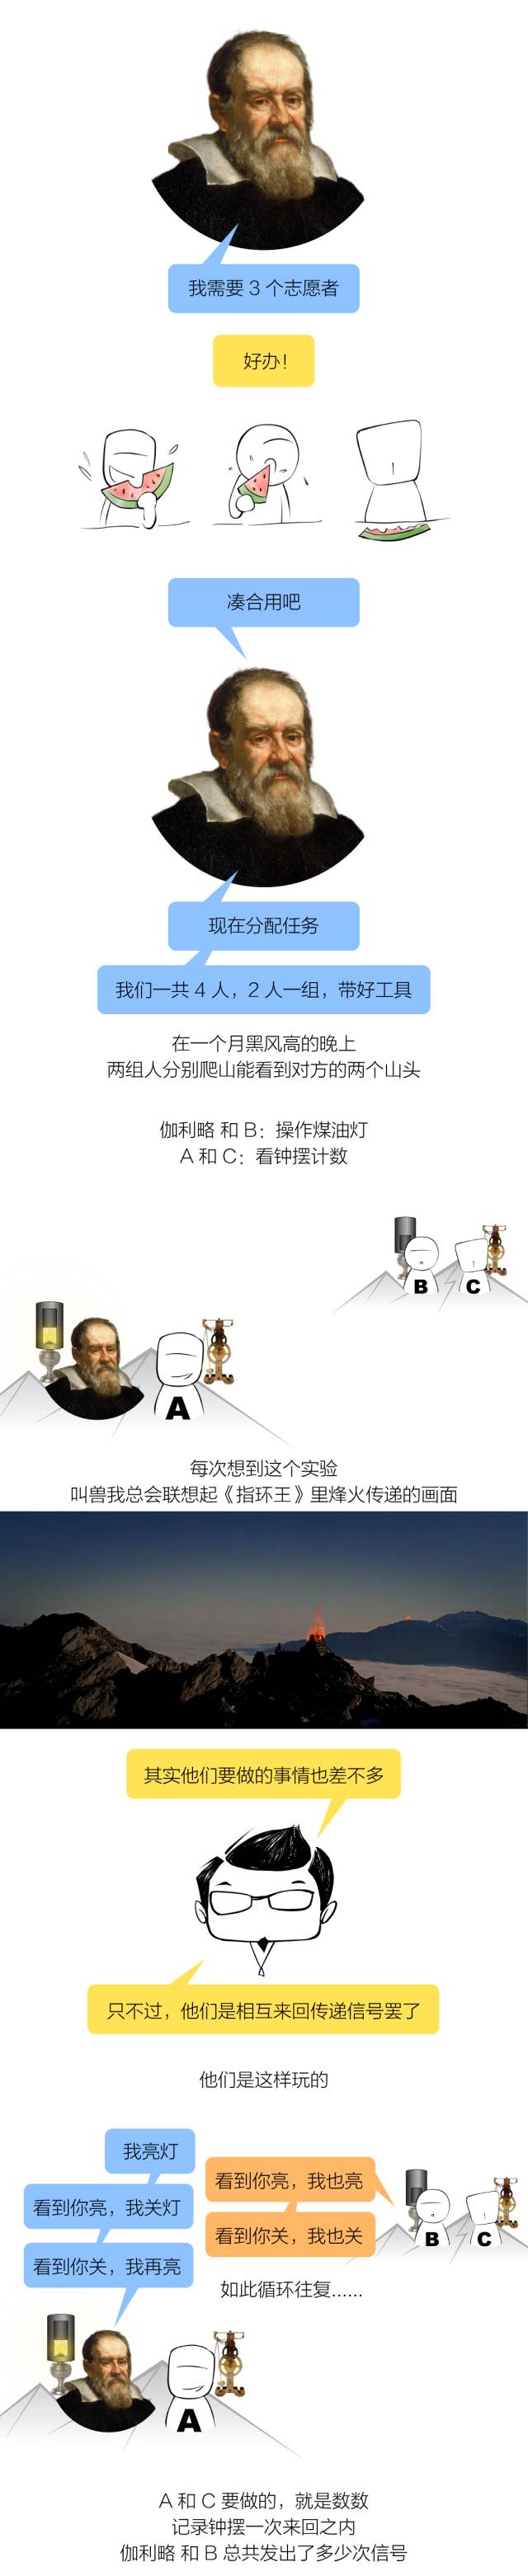 我需要 3 个志愿者
好办！
凑合用吧
现在分配任务
我们一共 4 人，2 人一组，带好工具
在一个月黑风高的晚上
两组人分别爬山能看到对方的两个山头
伽利略 和 B：操作煤油灯
A 和 C：看钟摆计数
B
C
A
每次想到这个实验
叫兽我总会联想起《指环王》里烽火传递的画面
其实他们要做的事情也差不多
只不过，他们是相互来回传递信号罢了
他们是这样玩的
我亮灯
看到你亮，我也亮
看到你亮，我关灯
看到你关，我也关
B
C
看到你关，我再亮
如此循环往复......
A
A 和 C 要做的，就是数数
记录钟摆一次来回之内
伽利略 和 B 总共发出了多少次信号